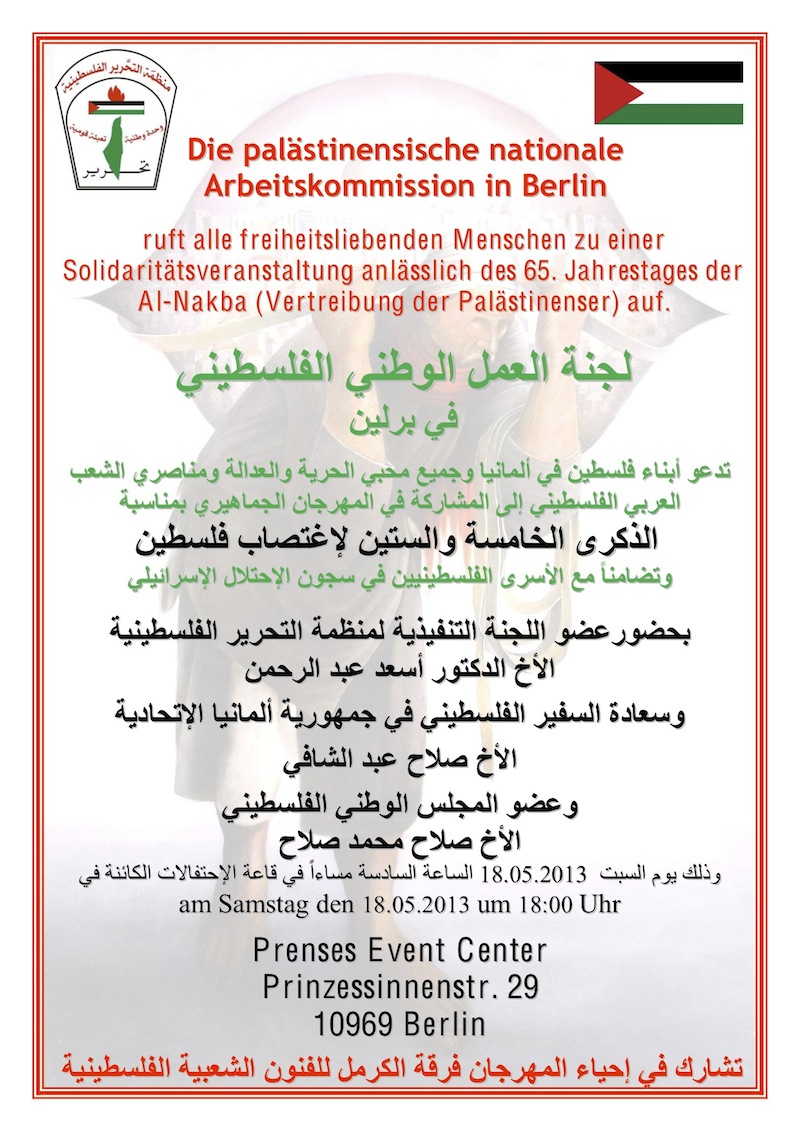 منظمة التحرير الفلسطينية
وحدة وطنية
تعبئة قومية
تحرير
Die palästinensische nationale
Arbeitskommission in Berlin
ruft alle freiheitsliebenden Menschen zu einer
Solidaritätsveranstaltung anlässlich des 65. Jahrestages der
Al-Nakba (Vertreibung der Palästinenser) auf.
لجنة العمل الوطني الفلسطيني
في برلين
تدعو أبناء فلسطين في ألمانيا وجميع محبي الحرية والعدالة ومناصري الشعب
العربي الفلسطيني إلى المشاركة في المهرجان الجماهيري بمناسبة
الذكرى الخامسة والستين لإغتصاب فلسطين
وتضامناً مع الأسرى الفلسطينيين في سجون الإحتلال الإسرائيلي
بحضورعضو اللجنة التنفيذية لمنظمة التحرير الفلسطينية
الأخ الدكتور أسعد عبد الرحمن
وسعادة السفير الفلسطيني في جمهورية ألمانيا الإتحادية
الأخ صلاح عبد الشافي
وعضو المجلس الوطني الفلسطيني
الأخ صلاح محمد صلاح
وذلك يوم السبت 18.05.2013 الساعة السادسة مساءاً في قاعة الإحتفالات الكائنة في
am Samstag den 18.05.2013 um 18:00 Uhr
Prenses Event Center
Prinzessinnenstr. 29
10969 Berlin
تشارك في إحياء المهرجان فرقة الكرمل للفنون الشعبية الفلسطينية